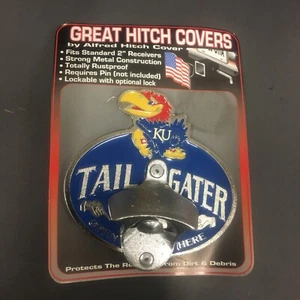 GREAT HITCH COVERS
by Alfred Hitch Cover
• Fits Standard 2" Receivers
• Strong Metal Construction
• Totally Rustproof
• Requires Pin (not included)
• Lockable with optional lock
KU
TAIL GATER
HERE
Protects The From Dirt & Debris